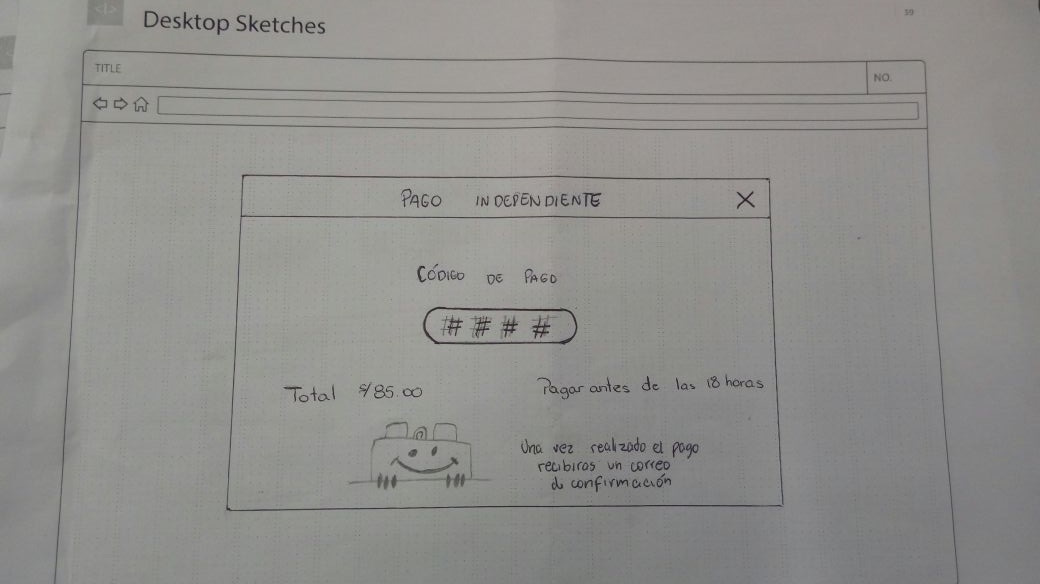 </>
Desktop Sketches
59
TITLE
NO.
PAGO INDEPENDIENTE X
CÓDIGO DE PAGO
# # # #
Total S/85.00
Pagar antes de las 18 horas
Una vez realizado el pago
recibiras un correo
de confirmación